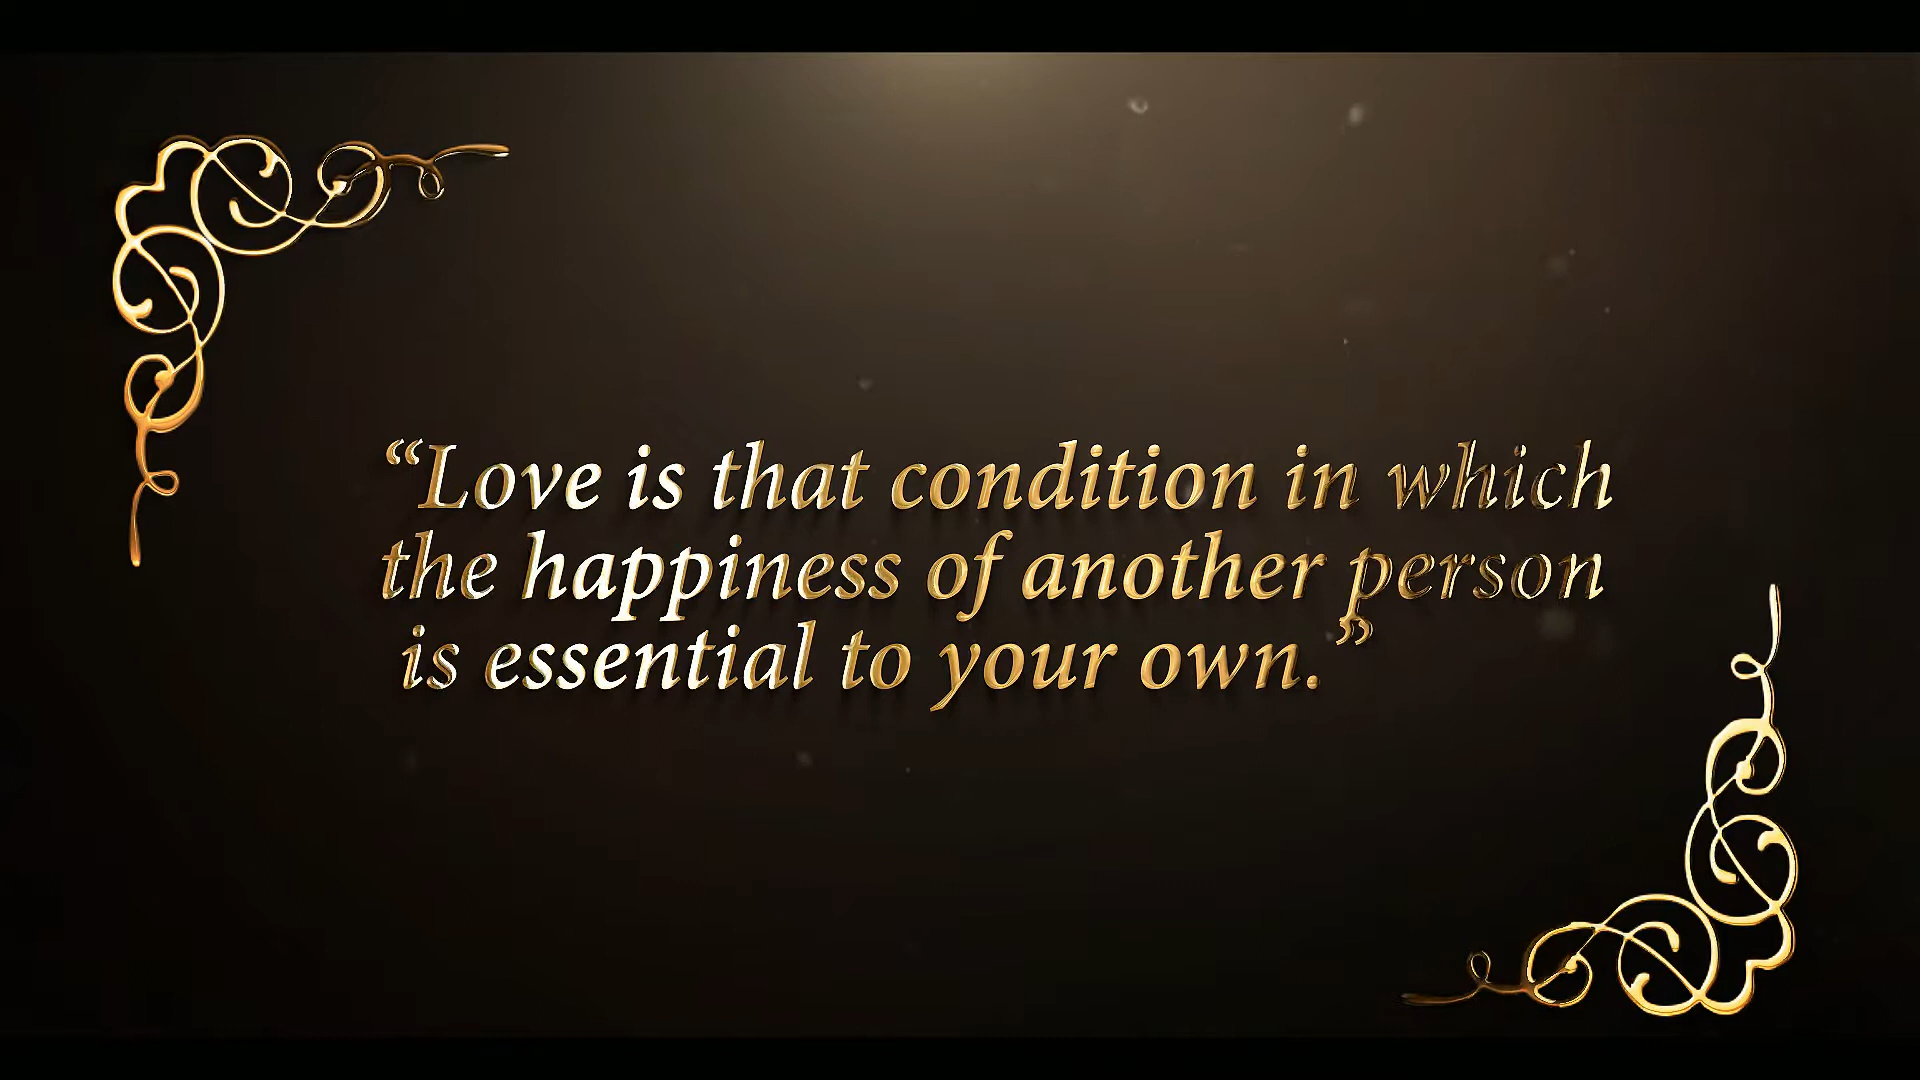 “Love is that condition in which
the happiness of another person
is essential to your own.”